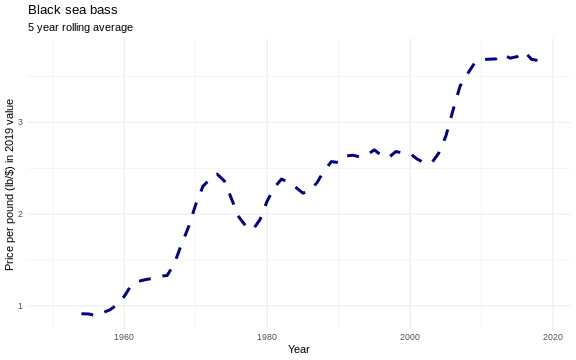 Black sea bass
5 year rolling average
Price per pound (lb/$) in 2019 value
3
2
1
1960
1980
2000
2020
Year